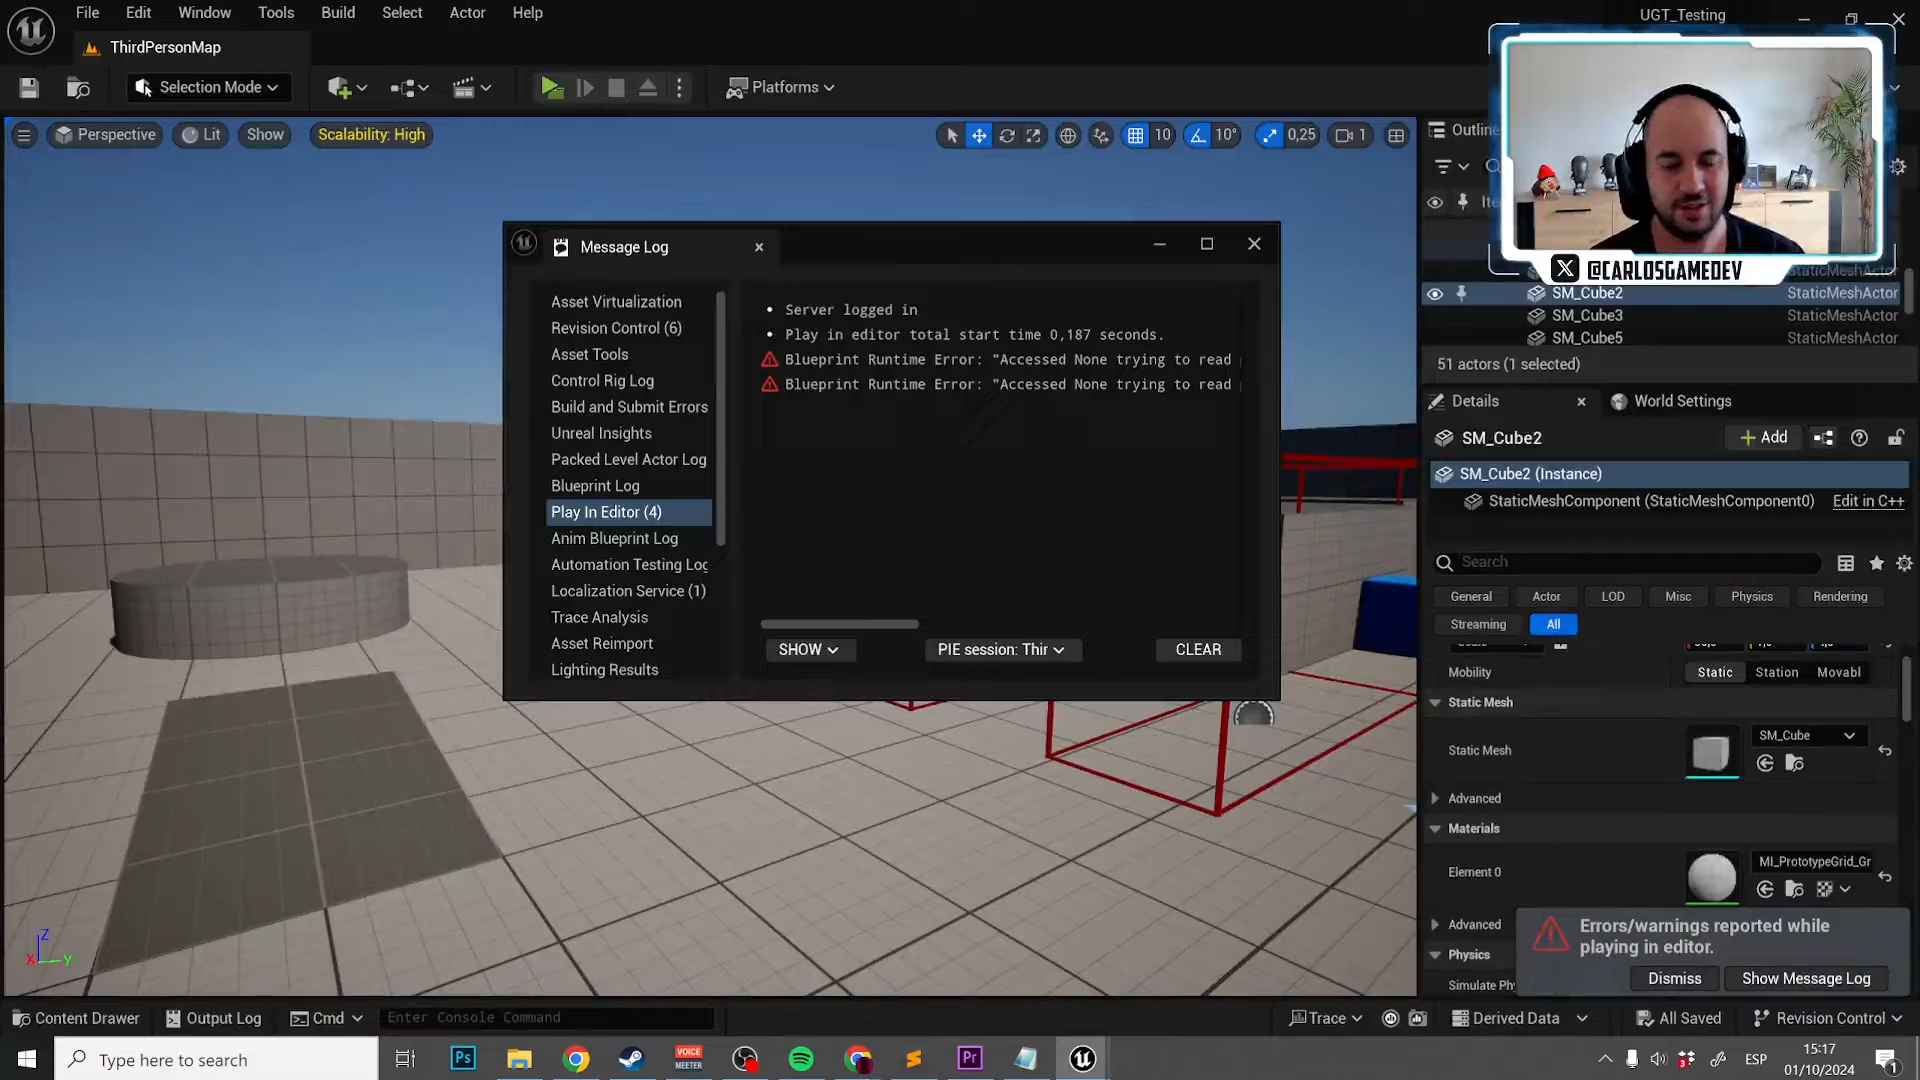 File Edit Window Tools Build Select Actor Help
UGT_Testing
ThirdPersonMap
Selection Mode
Platforms
Perspective
Lit
Show
Scalability: High
10
10°
0,25
1
@CARLOSGAMEDEV
SM_Cube2 StaticMeshActor
SM_Cube3 StaticMeshActor
SM_Cube5 StaticMeshActor
51 actors (1 selected)
Details
World Settings
SM_Cube2
Add
SM_Cube2 (Instance)
StaticMeshComponent (StaticMeshComponent0) Edit in C++
Search
General Actor LOD Misc Physics Rendering
Streaming All
Mobility Static Station Movabl
Static Mesh
Static Mesh
SM_Cube
Advanced
Materials
Element 0
MI_PrototypeGrid_Gr
Advanced
Physics
Simulate Phy
Message Log
Asset Virtualization
Revision Control (6)
Asset Tools
Control Rig Log
Build and Submit Errors
Unreal Insights
Packed Level Actor Log
Blueprint Log
Play In Editor (4)
Anim Blueprint Log
Automation Testing Log
Localization Service (1)
Trace Analysis
Asset Reimport
Lighting Results
• Server logged in
• Play in editor total start time 0,187 seconds.
Blueprint Runtime Error: "Accessed None trying to read
Blueprint Runtime Error: "Accessed None trying to read
SHOW
PIE session: Thir
CLEAR
Errors/warnings reported while
playing in editor.
Dismiss
Show Message Log
Z
X
Y
Content Drawer
Output Log
Cmd
Enter Console Command
Trace
Derived Data
All Saved
Revision Control
Type here to search
Ps
VOICE
MEETER
Pr
ESP
15:17
01/10/2024
1